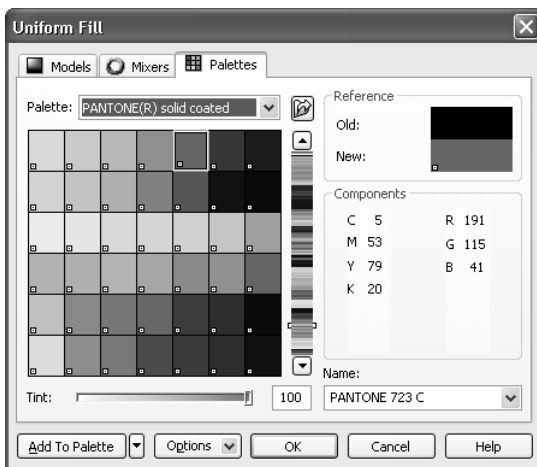 Uniform Fill
Models Mixers Palettes
Palette: PANTONE(R) solid coated
Reference
Old:
New:
Components
C 5 R 191
M 53 G 115
Y 79 B 41
K 20
Name:
Tint: 100 PANTONE 723 C
Add To Palette Options OK Cancel Help